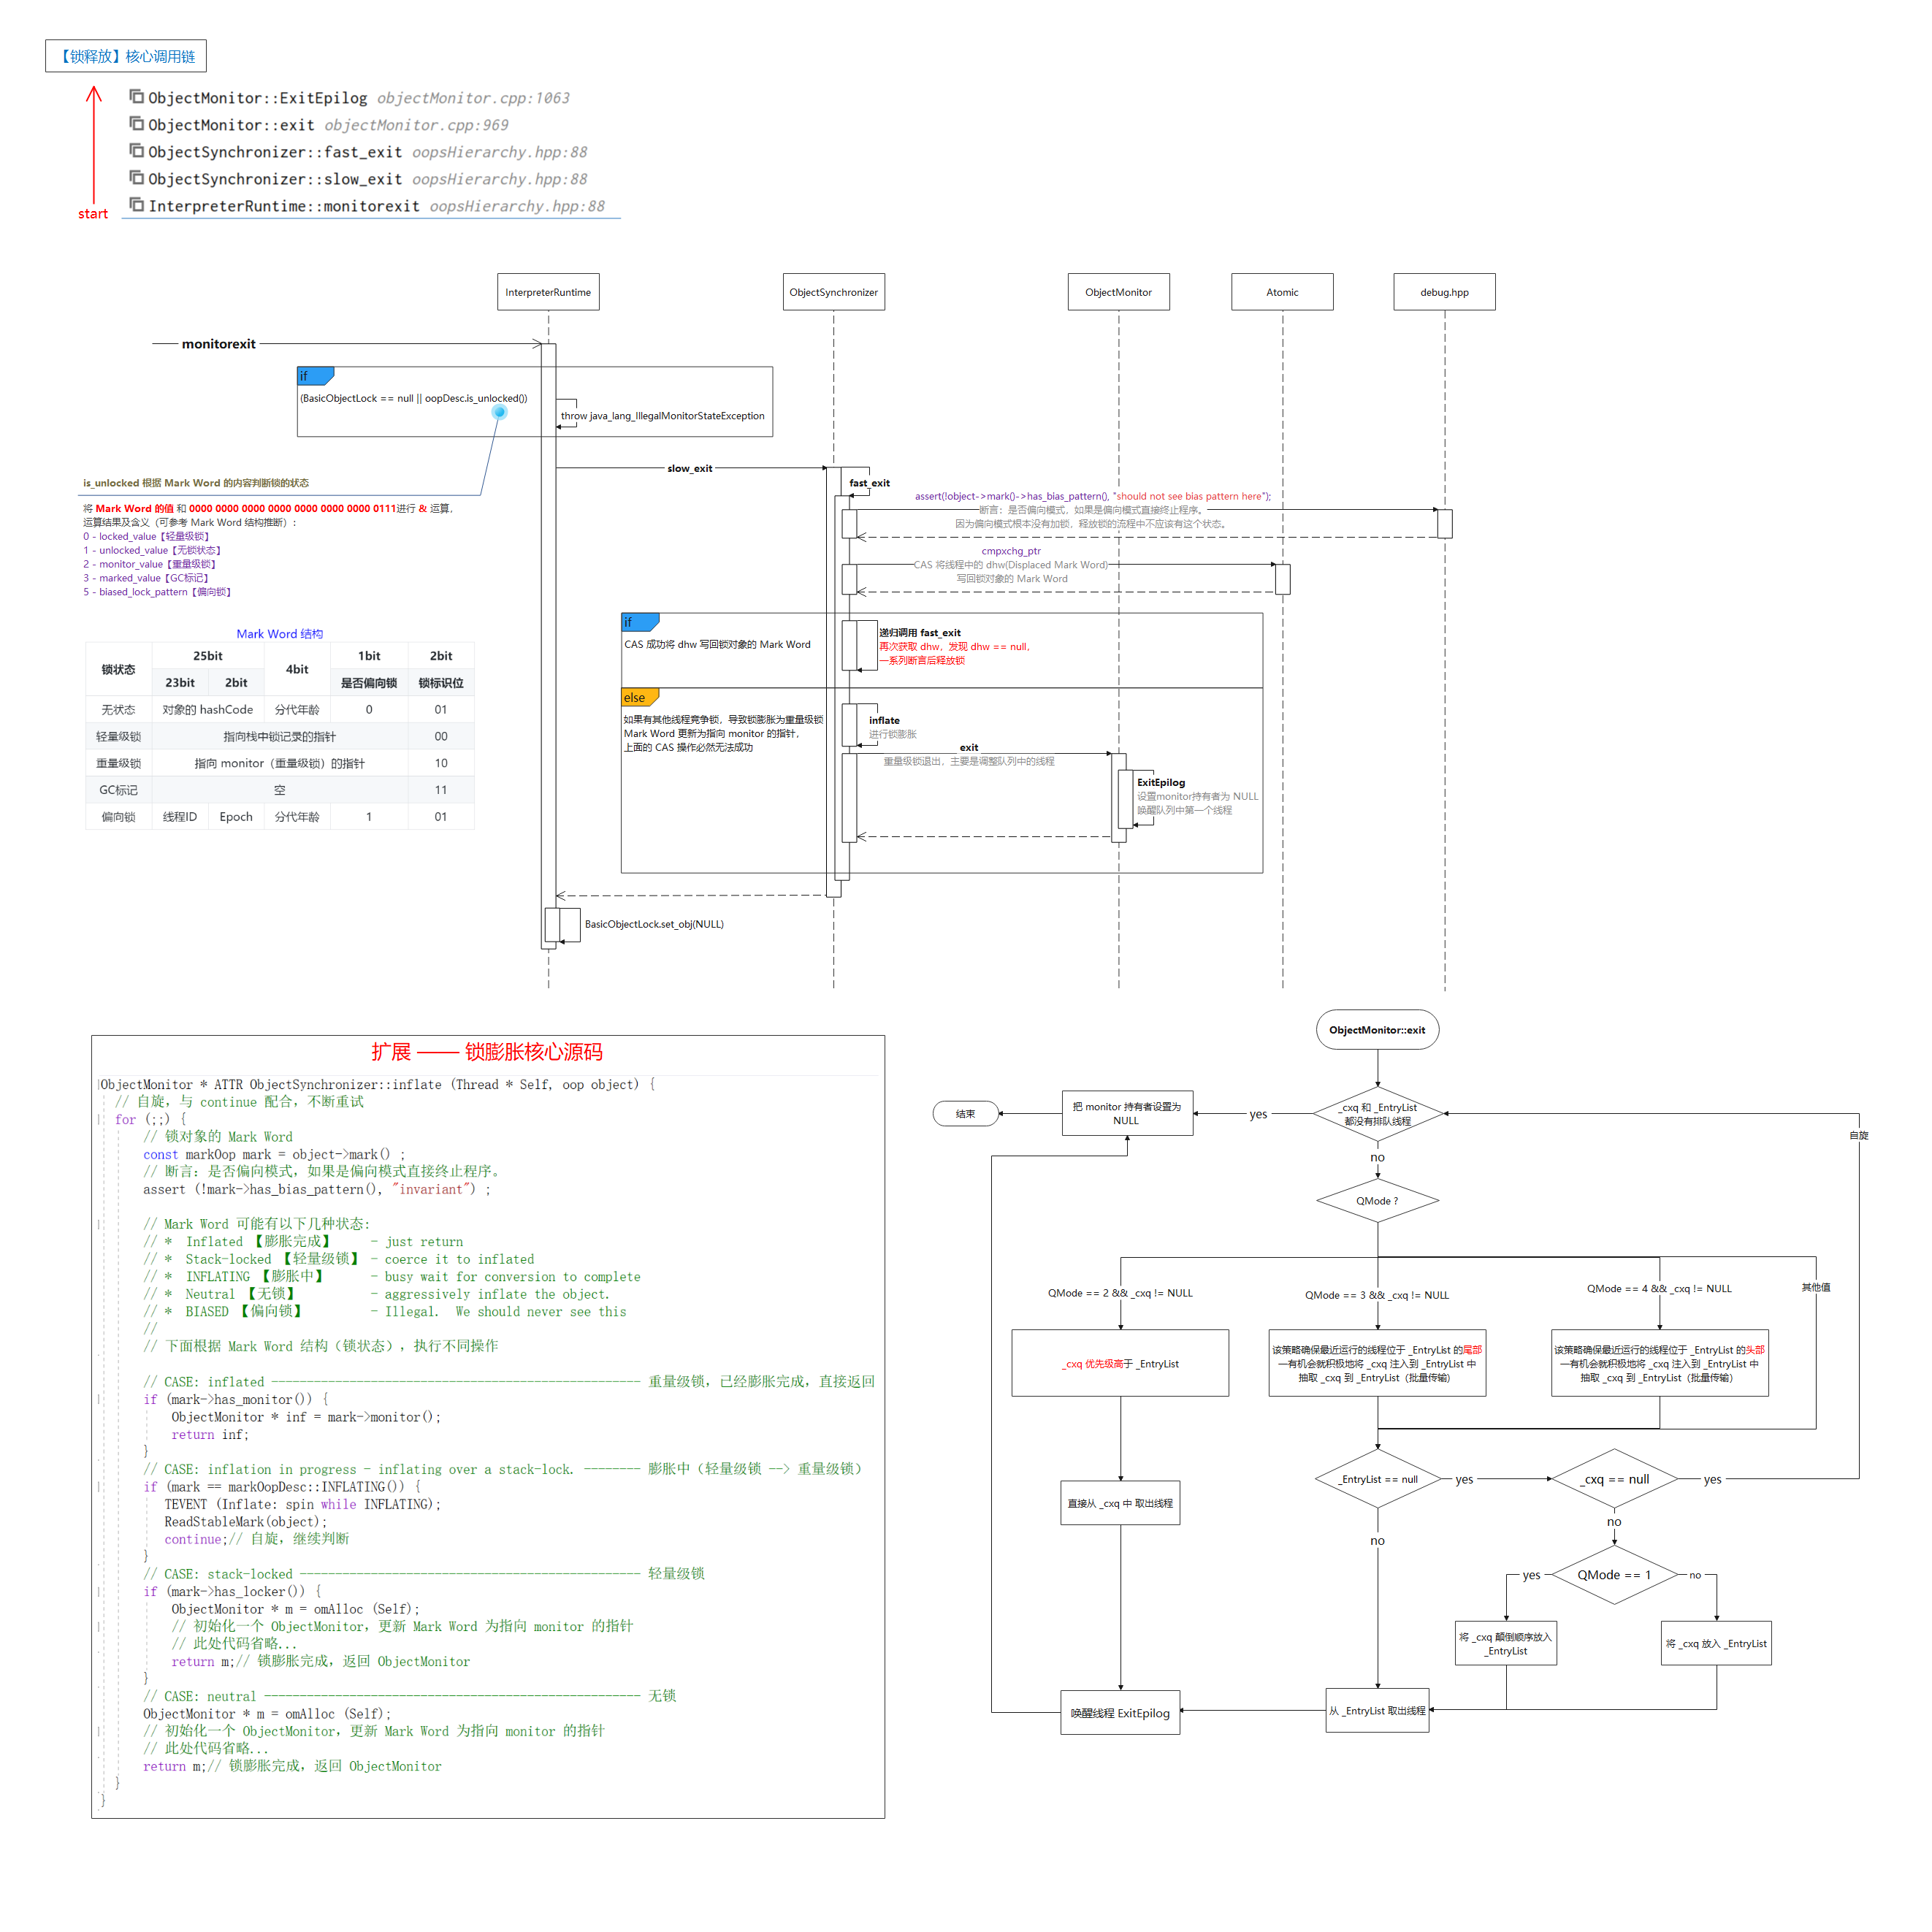 【锁释放】核心调用链
ObjectMonitor::ExitEpilog objectMonitor.cpp:1063
ObjectMonitor::exit objectMonitor.cpp:969
ObjectSynchronizer::fast_exit oopsHierarchy.hpp:88
ObjectSynchronizer::slow_exit oopsHierarchy.hpp:88
InterpreterRuntime::monitorexit oopsHierarchy.hpp:88
start
InterpreterRuntime
ObjectSynchronizer
ObjectMonitor
Atomic
debug.hpp
monitorexit
if
(BasicObjectLock == null || oopDesc.is_unlocked())
throw java_lang_IllegalMonitorStateException
slow_exit
fast_exit
is_unlocked 根据 Mark Word 的内容判断锁的状态
将 Mark Word 的值 和 0000 0000 0000 0000 0000 0000 0000 0111进行 & 运算，
运算结果及含义（可参考 Mark Word 结构推断）：
0 - locked_value【轻量级锁】
1 - unlocked_value【无锁状态】
2 - monitor_value【重量级锁】
3 - marked_value【GC标记】
5 - biased_lock_pattern【偏向锁】
assert(!object->mark()->has_bias_pattern(), "should not see bias pattern here");
断言：是否偏向模式，如果是偏向模式直接终止程序。
因为偏向模式根本没有加锁，释放锁的流程中不应该有这个状态。
cmpxchg_ptr
CAS 将线程中的 dhw(Displaced Mark Word)
写回锁对象的 Mark Word
if
CAS 成功将 dhw 写回锁对象的 Mark Word
递归调用 fast_exit
再次获取 dhw，发现 dhw == null，
一系列断言后释放锁
else
如果有其他线程竞争锁，导致锁膨胀为重量级锁
Mark Word 更新为指向 monitor 的指针，
上面的 CAS 操作必然无法成功
inflate
进行锁膨胀
exit
重量级锁退出，主要是调整队列中的线程
ExitEpilog
设置monitor持有者为 NULL
唤醒队列中第一个线程
BasicObjectLock.set_obj(NULL)
Mark Word 结构
锁状态 25bit 4bit 1bit 2bit
23bit 2bit 是否偏向锁 锁标识位
无状态 对象的 hashCode 分代年龄 0 01
轻量级锁 指向栈中锁记录的指针 00
重量级锁 指向 monitor（重量级锁）的指针 10
GC标记 空 11
偏向锁 线程ID Epoch 分代年龄 1 01
扩展 —— 锁膨胀核心源码
ObjectMonitor * ATTR ObjectSynchronizer::inflate (Thread * Self, oop object) {
// 自旋，与 continue 配合，不断重试
for (;;) {
// 锁对象的 Mark Word
const markOop mark = object->mark() ;
// 断言：是否偏向模式，如果是偏向模式直接终止程序。
assert (!mark->has_bias_pattern(), "invariant") ;
// Mark Word 可能有以下几种状态:
// *  Inflated 【膨胀完成】 - just return
// *  Stack-locked 【轻量级锁】 - coerce it to inflated
// *  INFLATING 【膨胀中】 - busy wait for conversion to complete
// *  Neutral 【无锁】 - aggressively inflate the object.
// *  BIASED 【偏向锁】 - Illegal.  We should never see this
//
// 下面根据 Mark Word 结构（锁状态），执行不同操作
// CASE: inflated ---------------------------------------------------- 重量级锁，已经膨胀完成，直接返回
if (mark->has_monitor()) {
ObjectMonitor * inf = mark->monitor();
return inf;
}
// CASE: inflation in progress - inflating over a stack-lock. -------- 膨胀中（轻量级锁 --> 重量级锁）
if (mark == markOopDesc::INFLATING()) {
TEVENT (Inflate: spin while INFLATING);
ReadStableMark(object);
continue;// 自旋，继续判断
}
// CASE: stack-locked ------------------------------------------------ 轻量级锁
if (mark->has_locker()) {
ObjectMonitor * m = omAlloc (Self);
// 初始化一个 ObjectMonitor，更新 Mark Word 为指向 monitor 的指针
// 此处代码省略...
return m;// 锁膨胀完成，返回 ObjectMonitor
}
// CASE: neutral ----------------------------------------------------- 无锁
ObjectMonitor * m = omAlloc (Self);
// 初始化一个 ObjectMonitor，更新 Mark Word 为指向 monitor 的指针
// 此处代码省略...
return m;// 锁膨胀完成，返回 ObjectMonitor
}
}
ObjectMonitor::exit
_cxq 和 _EntryList
都没有排队线程
yes
把 monitor 持有者设置为
NULL
结束
自旋
no
QMode ?
QMode == 2 && _cxq != NULL
QMode == 3 && _cxq != NULL
QMode == 4 && _cxq != NULL
其他值
_cxq 优先级高于 _EntryList
该策略确保最近运行的线程位于 _EntryList 的尾部
一有机会就积极地将 _cxq 注入到 _EntryList 中
抽取 _cxq 到 _EntryList（批量传输）
该策略确保最近运行的线程位于 _EntryList 的头部
一有机会就积极地将 _cxq 注入到 _EntryList 中
抽取 _cxq 到 _EntryList（批量传输）
_EntryList == null
yes
_cxq == null
yes
直接从 _cxq 中 取出线程
no
no
QMode == 1
yes
no
将 _cxq 颠倒顺序放入
_EntryList
将 _cxq 放入 _EntryList
唤醒线程 ExitEpilog
从 _EntryList 取出线程